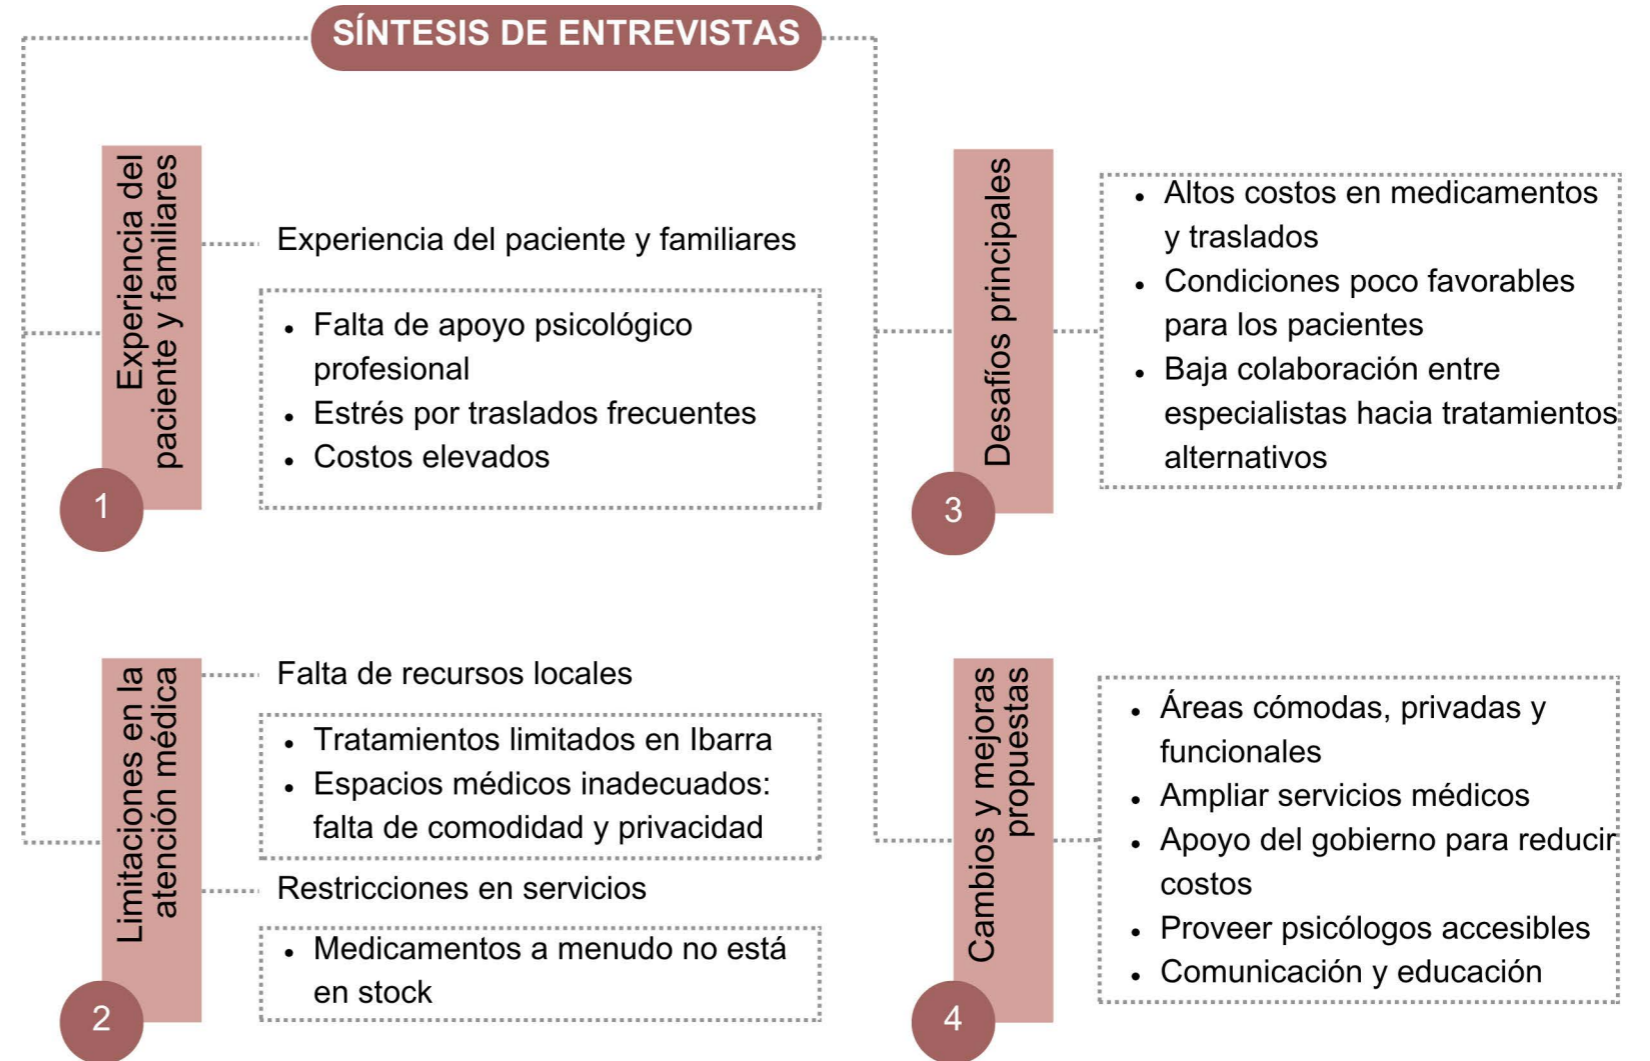 SÍNTESIS DE ENTREVISTAS
Experiencia del
paciente y familiares
1
Experiencia del paciente y familiares
• Falta de apoyo psicológico
profesional
• Estrés por traslados frecuentes
• Costos elevados
Limitaciones en la
atención médica
2
Falta de recursos locales
• Tratamientos limitados en Ibarra
• Espacios médicos inadecuados:
falta de comodidad y privacidad
Restricciones en servicios
• Medicamentos a menudo no está
en stock
Desafíos principales
3
• Altos costos en medicamentos
y traslados
• Condiciones poco favorables
para los pacientes
• Baja colaboración entre
especialistas hacia tratamientos
alternativos
Cambios y mejoras
propuestas
4
• Áreas cómodas, privadas y
funcionales
• Ampliar servicios médicos
• Apoyo del gobierno para reducir
costos
• Proveer psicólogos accesibles
• Comunicación y educación